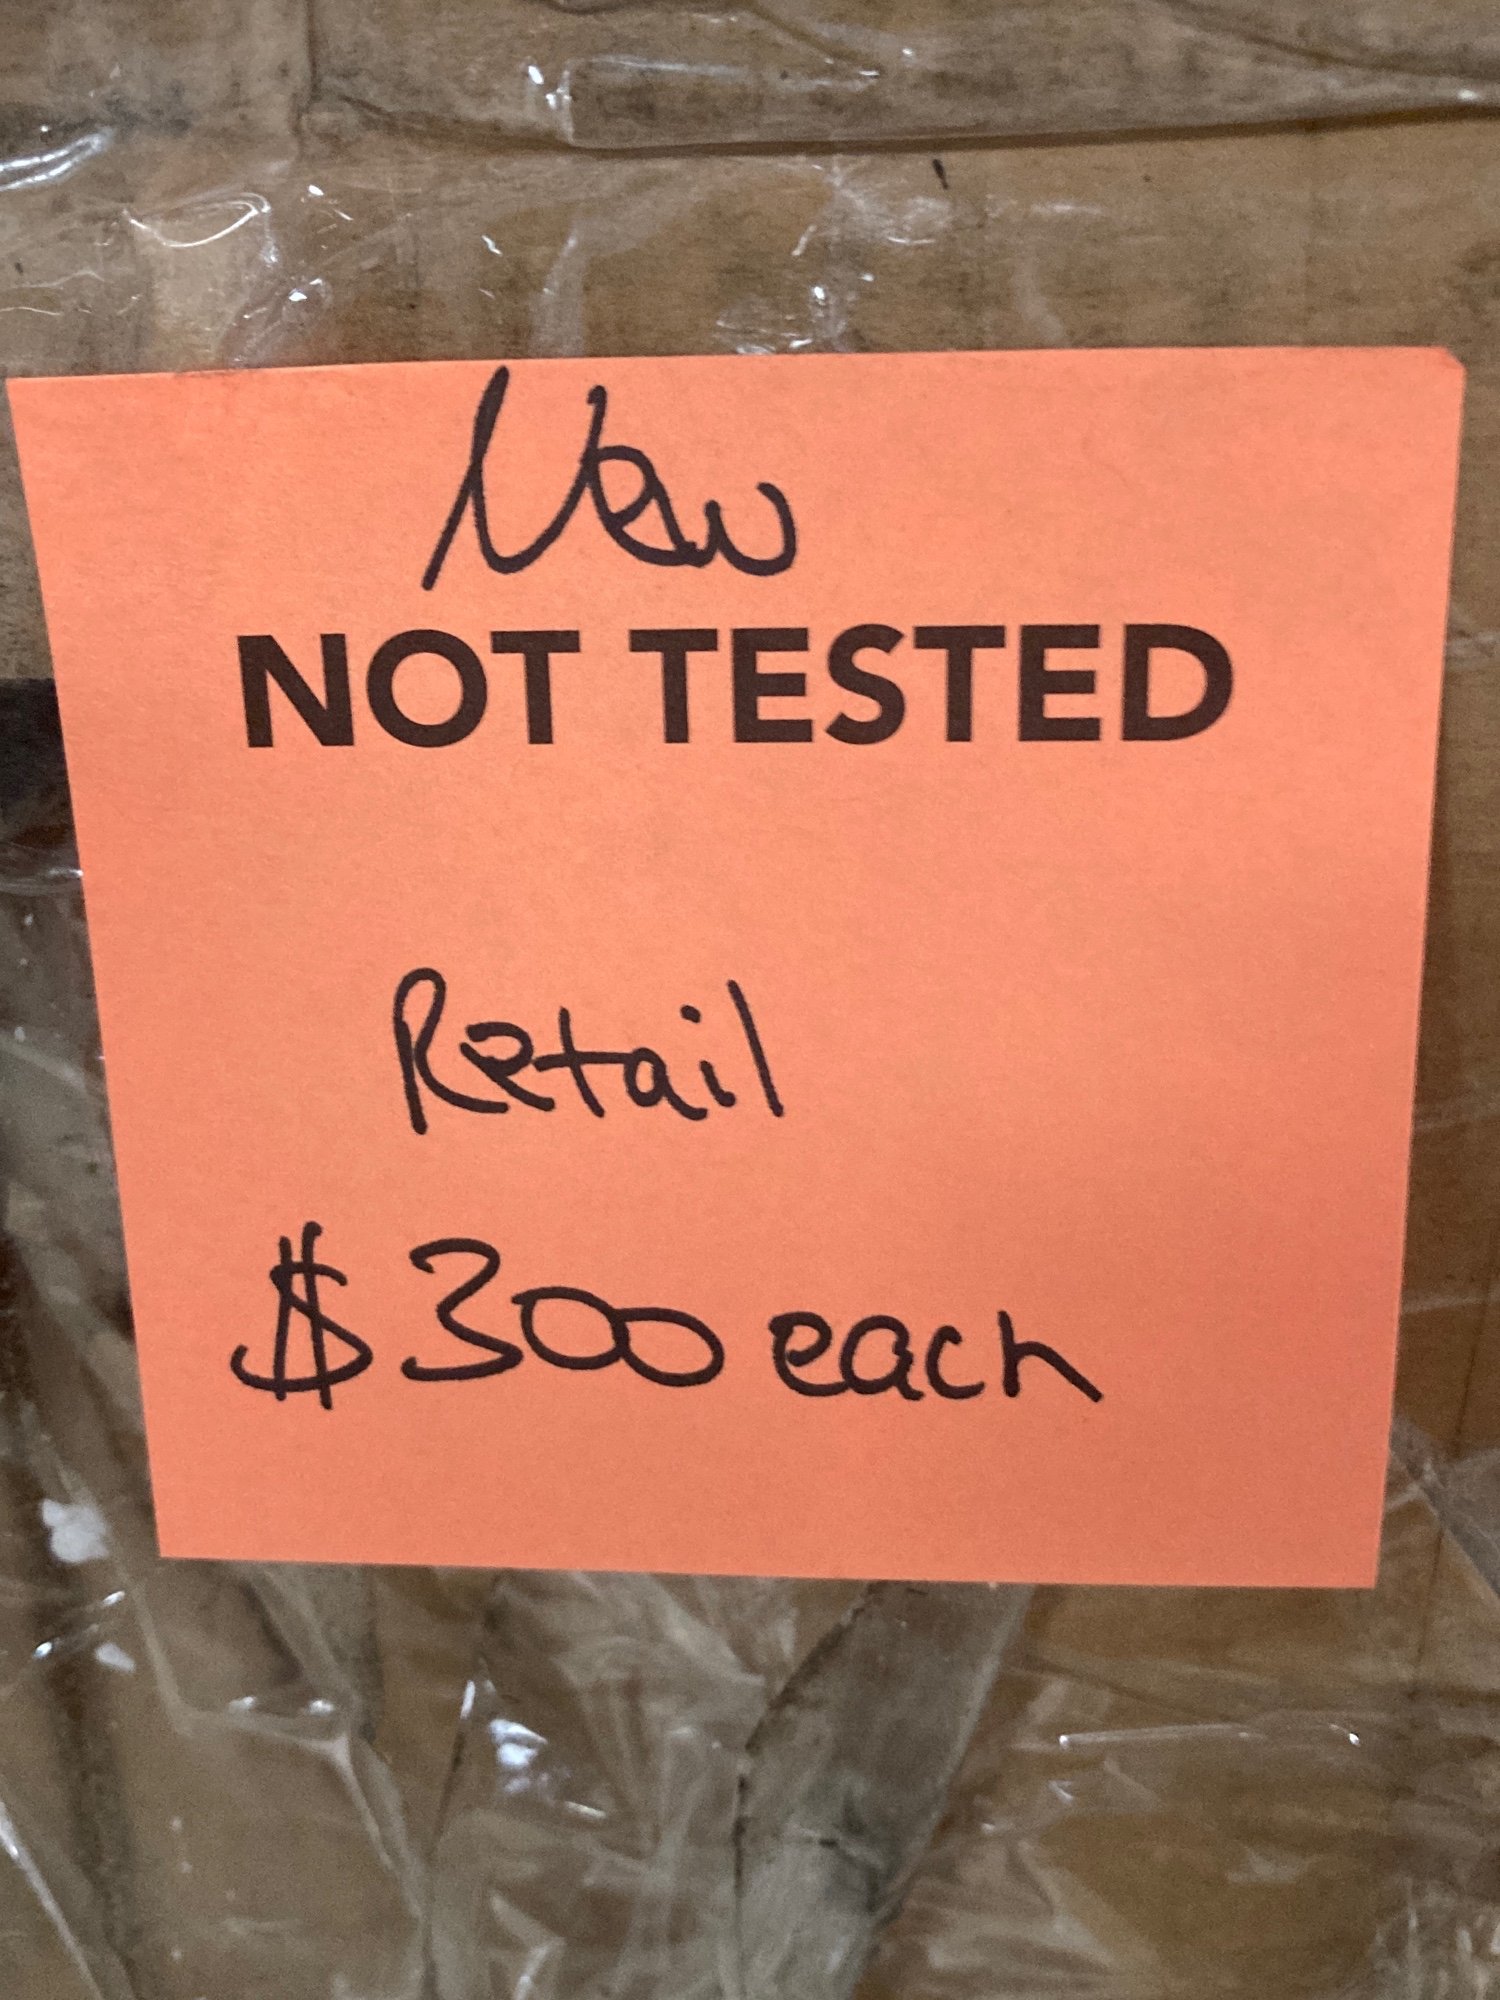 New
NOT TESTED
Retail
$300 each